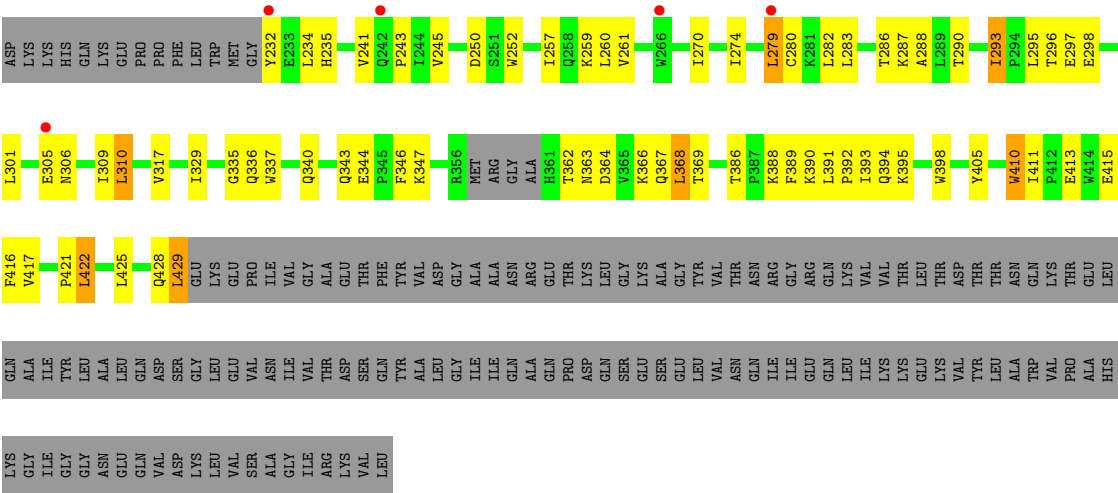 ASP LYS LYS HIS GLN LYS GLU PRO PRO PHE LEU TRP MET GLY Y232 E233 L234 H235 V241 Q242 P243 I244 V245 D250 S251 W252 I257 Q258 K259 L260 V261 W266 I270 I274 L279 C280 K281 L282 L283 T286 K287 A288 L289 T290 I293 P294 L295 T296 E297 E298
L301 E305 N306 I309 L310 V317 I329 G335 Q336 W337 Q340 Q343 E344 P345 F346 K347 R356 MET ARG GLY ALA H361 T362 N363 D364 V365 K366 Q367 L368 T369 T386 P387 K388 F389 K390 L391 P392 I393 Q394 K395 W398 Y405 W410 I411 P412 E413 W414 E415
F416 V417 P421 L422 L425 Q428 L429 GLU LYS GLU PRO ILE VAL GLY ALA GLU THR PHE TYR VAL ASP GLY ALA ALA ASN ARG GLU THR LYS LEU GLY LYS ALA GLY TYR VAL THR ASN ARG GLY ARG GLN LYS VAL VAL THR LEU THR ASP THR THR ASN GLN LYS THR GLU LEU
GLN ALA ILE TYR LEU ALA LEU GLN ASP SER GLY LEU GLU VAL ASN ILE VAL THR ASP SER GLN TYR ALA LEU GLY ILE ILE GLN ALA GLN PRO ASP GLN SER GLU SER GLU LEU VAL ASN GLN ILE ILE GLU GLN LEU ILE LYS LYS GLU LYS VAL TYR LEU ALA TRP VAL PRO ALA HIS
LYS GLY ILE GLY GLY ASN GLU GLN VAL ASP LYS LEU VAL SER ALA GLY ILE ARG LYS VAL LEU